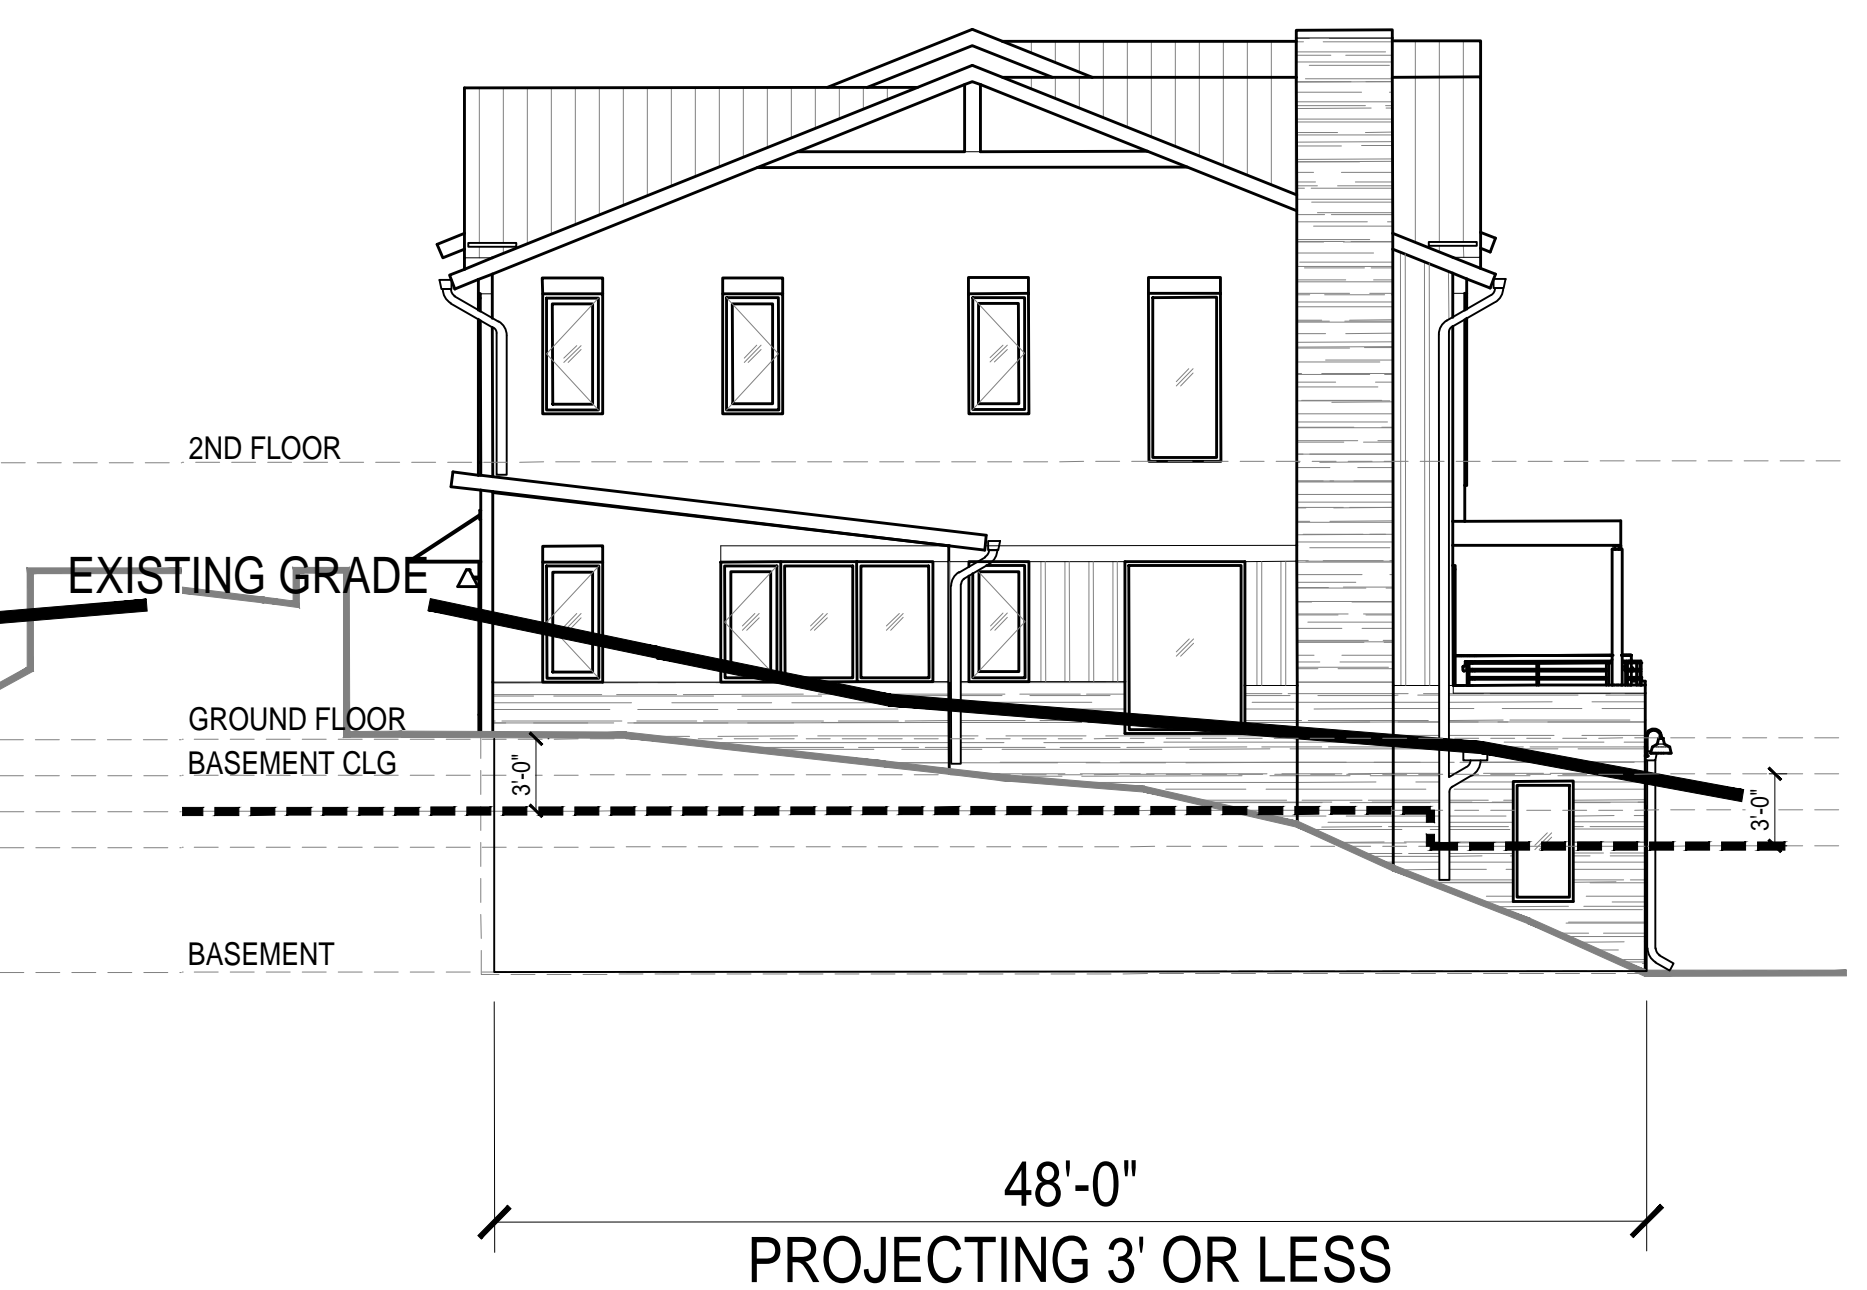 2ND FLOOR
EXISTING GRADE
GROUND FLOOR
BASEMENT CLG
3'-0"
3'-0"
BASEMENT
48'-0"
PROJECTING 3' OR LESS